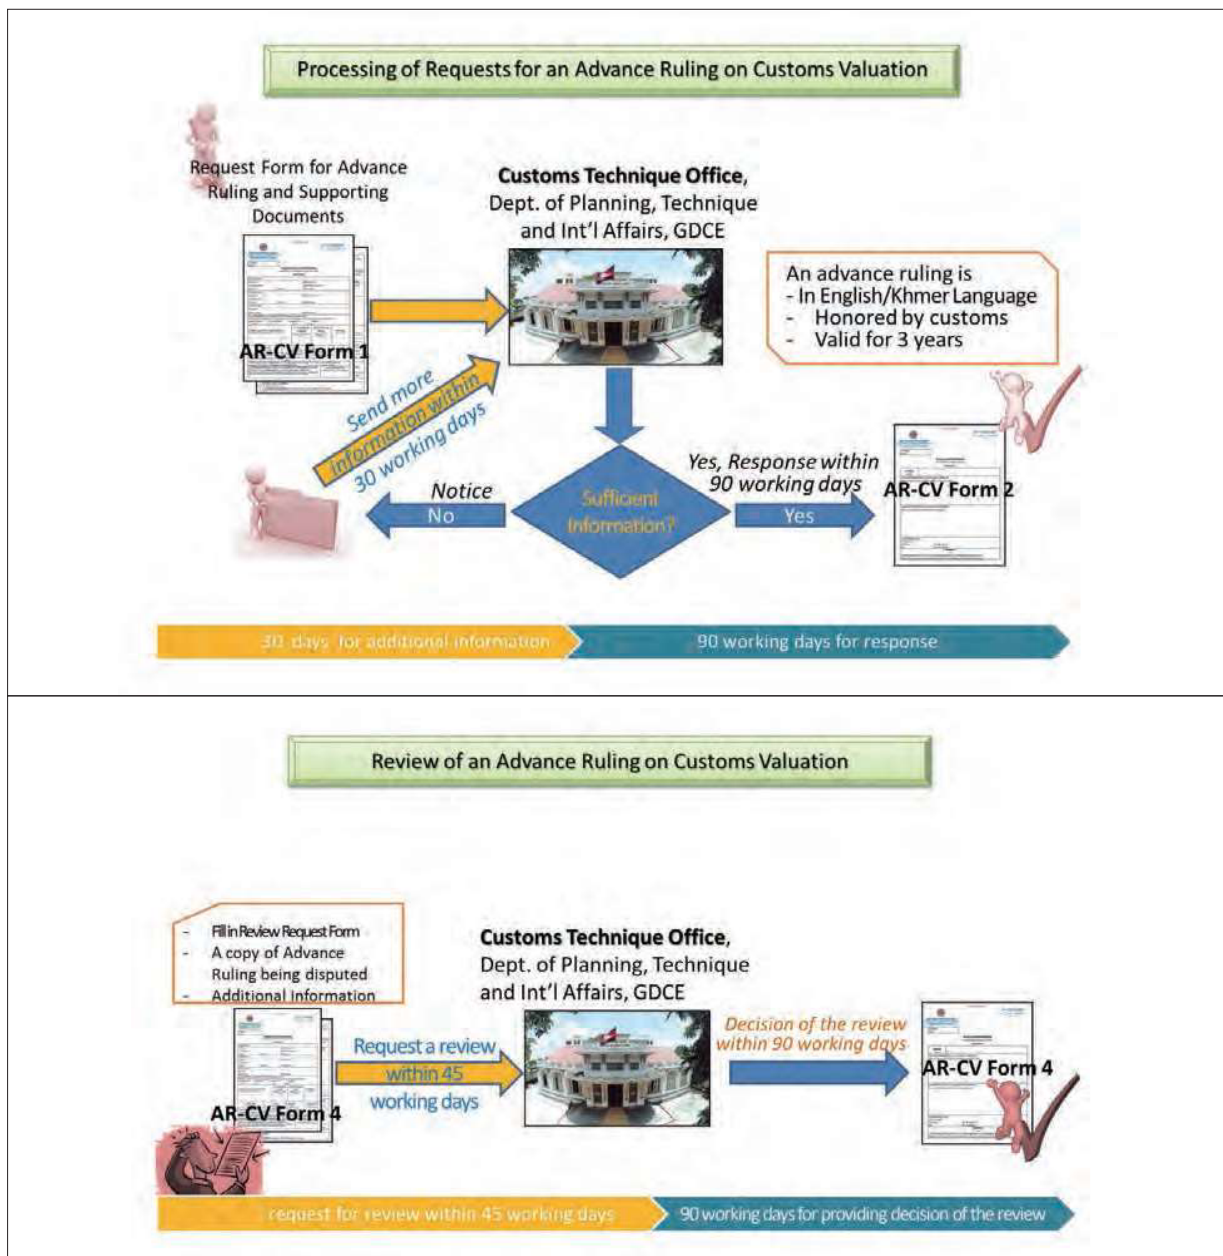 Processing of Requests for an Advance Ruling on Customs Valuation
Request Form for Advance
Ruling and Supporting
Documents
AR-CV Form 1
Customs Technique Office,
Dept. of Planning, Technique
and Int'l Affairs, GDCE
An advance ruling is
- In English/Khmer Language
- Honored by customs
- Valid for 3 years
Send more
information within
30 working days
Notice
No
Sufficient
Information?
Yes, Response within
90 working days
Yes
AR-CV Form 2
30 days for additional information
90 working days for response
Review of an Advance Ruling on Customs Valuation
- Fill in Review Request Form
- A copy of Advance
Ruling being disputed
- Additional Information
AR-CV Form 4
Request a review
within 45
working days
Customs Technique Office,
Dept. of Planning, Technique
and Int'l Affairs, GDCE
Decision of the review
within 90 working days
AR-CV Form 4
request for review within 45 working days
90 working days for providing decision of the review